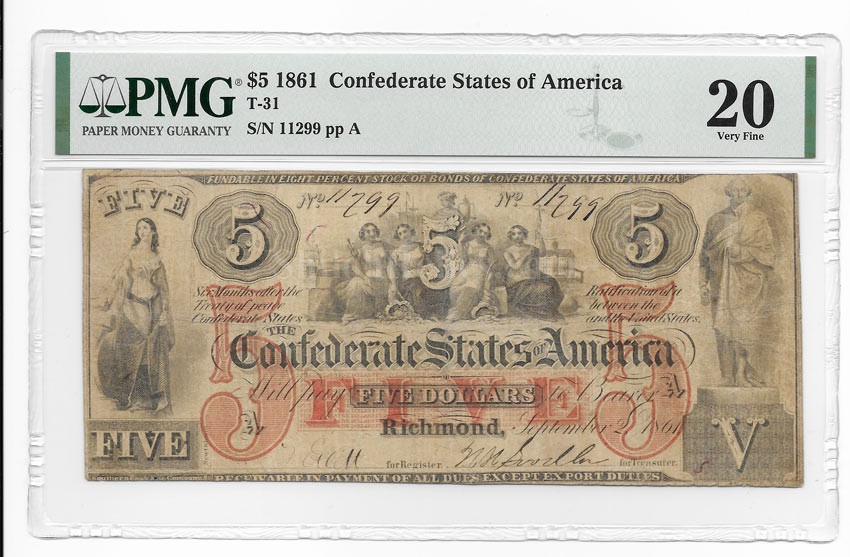 PMG®
PAPER MONEY GUARANTY
$5 1861 Confederate States of America
T-31
S/N 11299 pp A
20
Very Fine
FUNDABLE IN EIGHT PERCENT STOCK OR BONDS OF CONFEDERATE STATES OF AMERICA
FIVE
5
No 11299
5
No 11299
5
Six Months after the
Treaty of peace
Confederate States
Ratification of a
between the
and the United States.
THE
Confederate States of America
Will pay FIVE DOLLARS to Bearer
FIVE
5
5
Richmond, September 2, 1861
FIVE
for Register.
for Treasurer.
V
RECEIVABLE IN PAYMENT OF ALL DUES EXCEPT EXPORT DUTIES